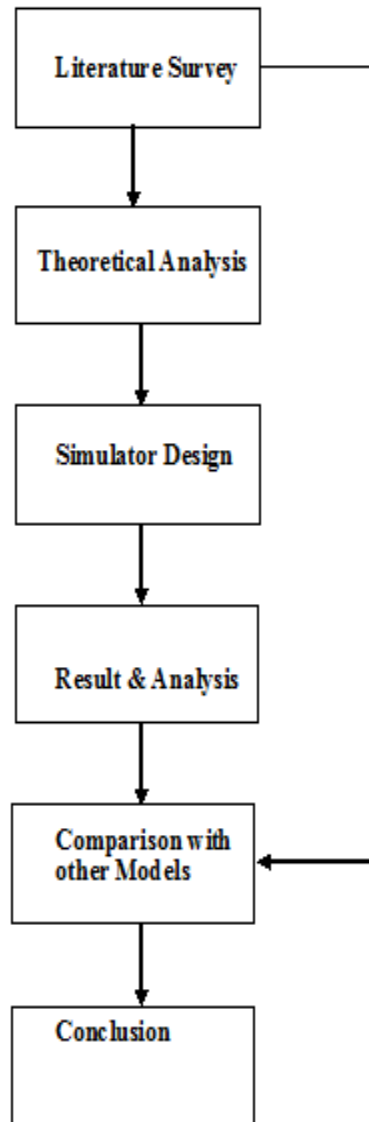 Literature Survey
Theoretical Analysis
Simulator Design
Result & Analysis
Comparison with
other Models
Conclusion